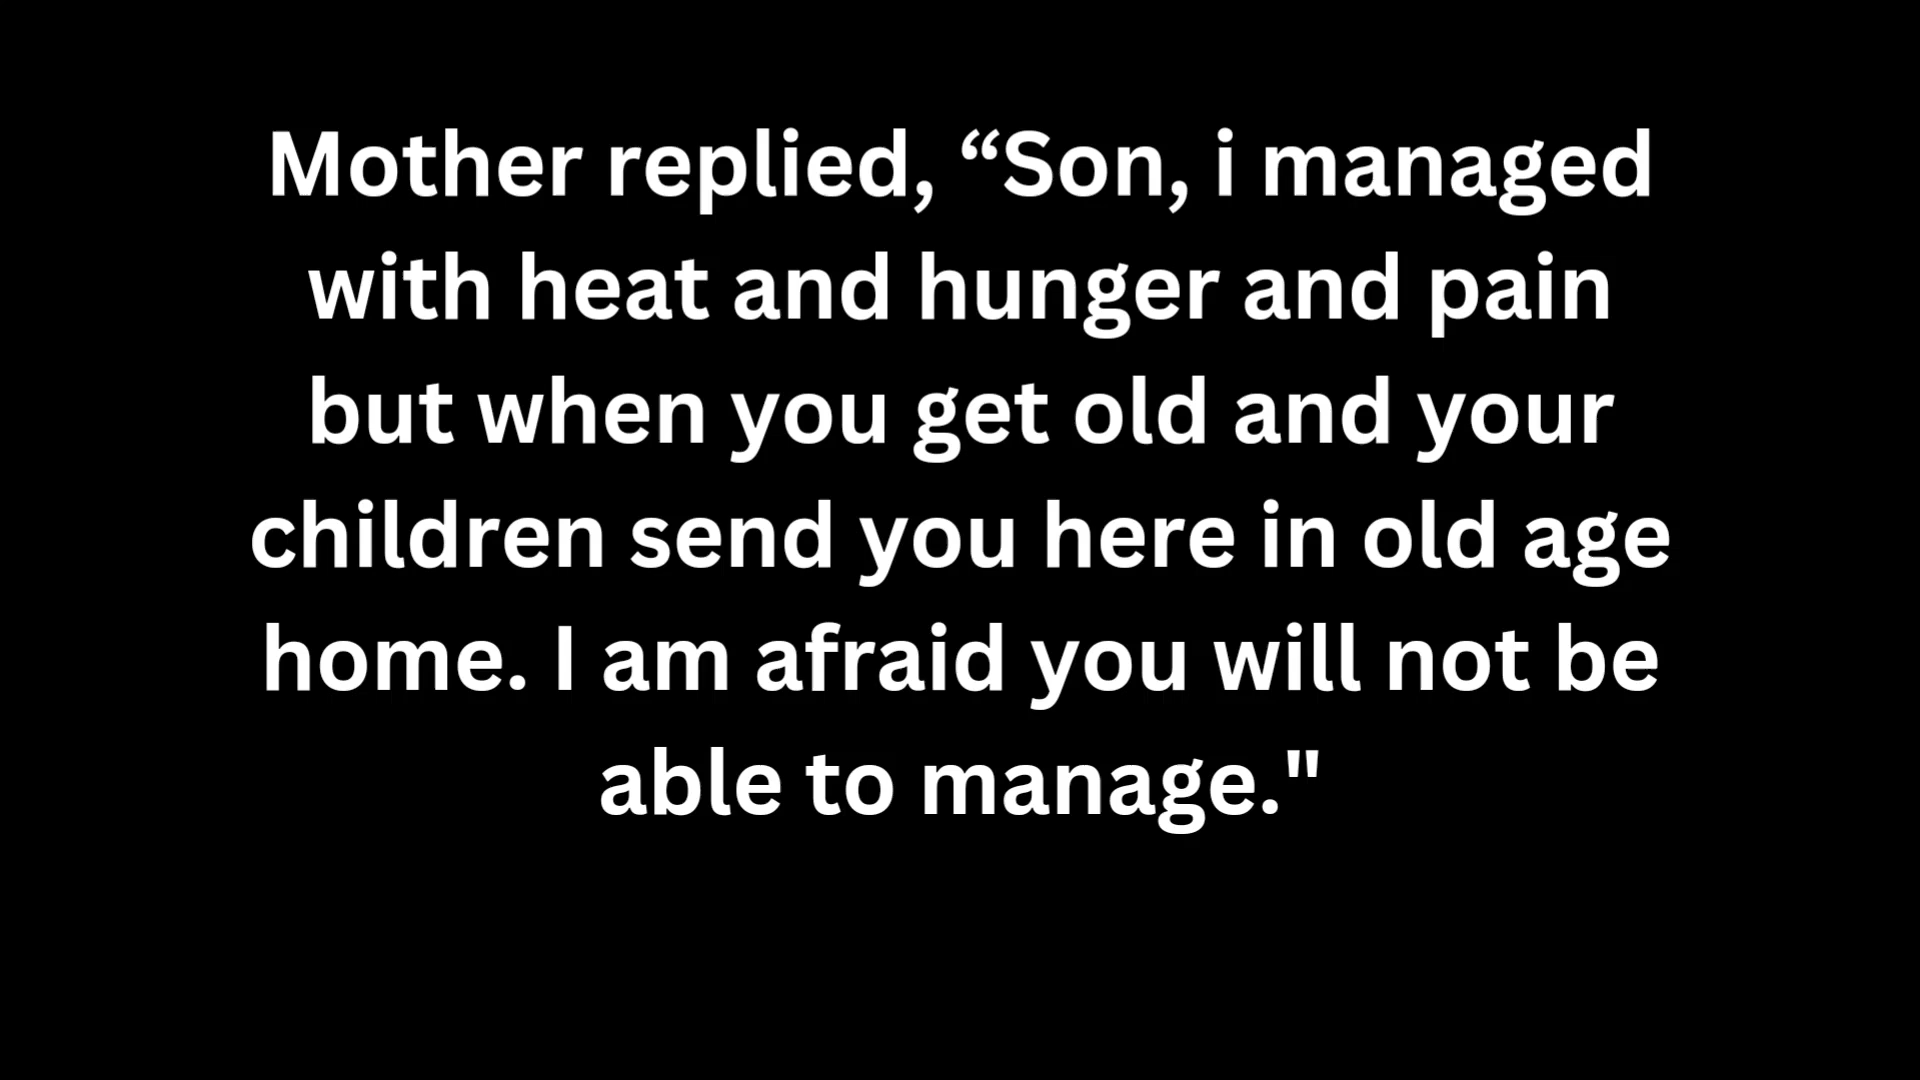 Mother replied, “Son, i managed
with heat and hunger and pain
but when you get old and your
children send you here in old age
home. I am afraid you will not be
able to manage."